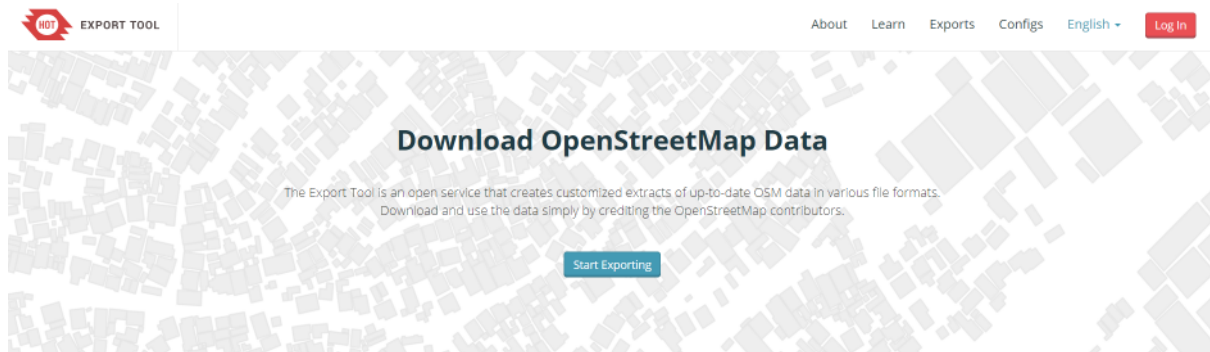 HOT EXPORT TOOL About Learn Exports Configs English Log In
Download OpenStreetMap Data
The Export Tool is an open service that creates customized extracts of up-to-date OSM data in various file formats.
Download and use the data simply by crediting the OpenStreetMap contributors.
Start Exporting